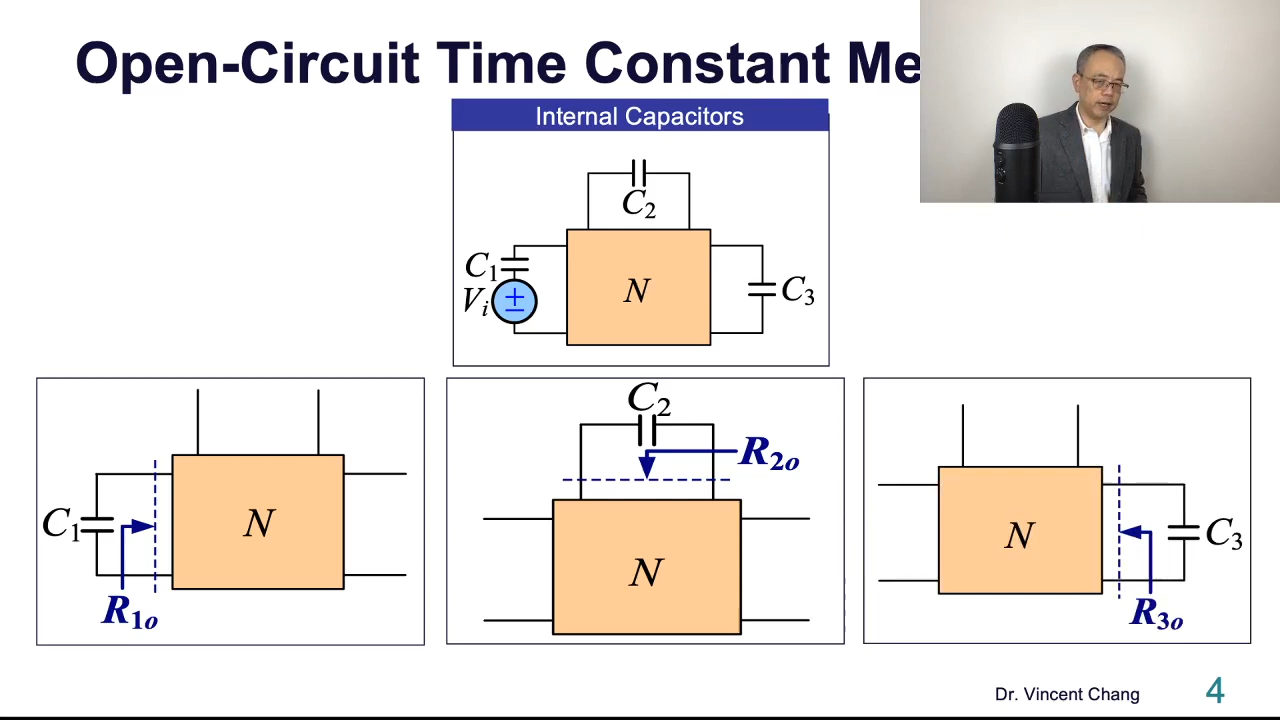 Open-Circuit Time Constant Me
Internal Capacitors
C2
C1
Vi
N
C3
C1
N
R1o
C2
R2o
N
N
C3
R3o
Dr. Vincent Chang
4